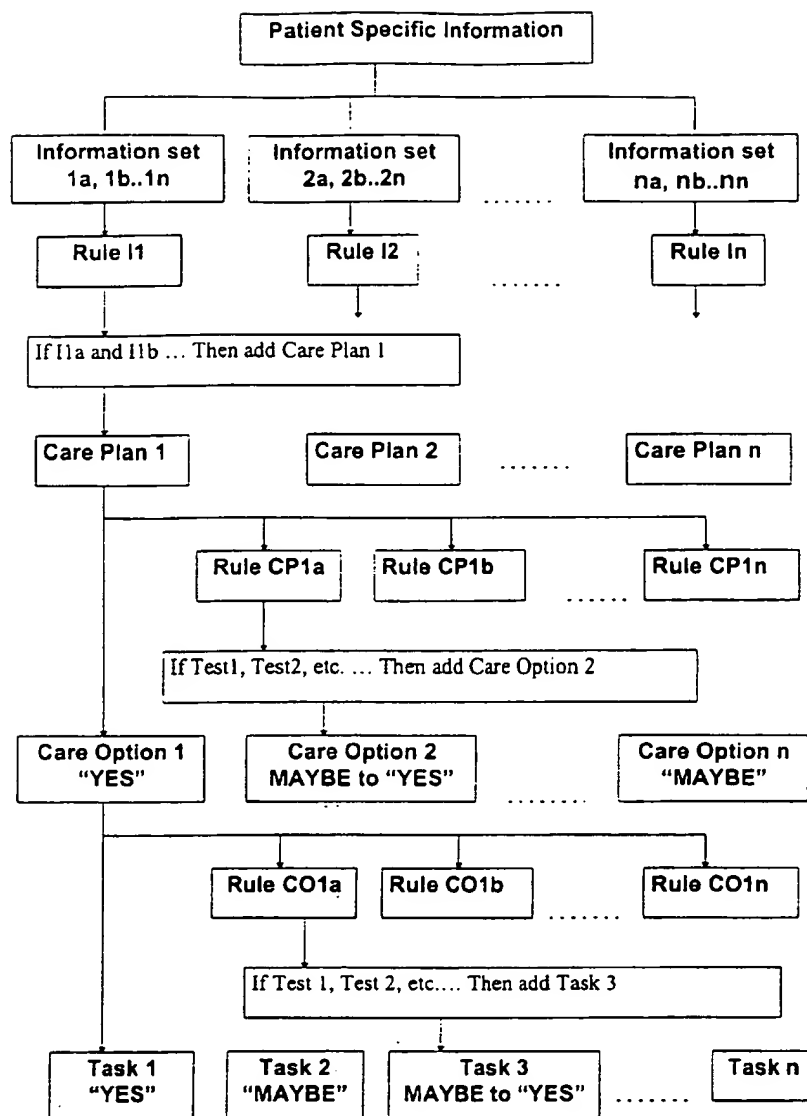 Patient Specific Information
Information set
1a, 1b..1n
Information set
2a, 2b..2n
.......
Information set
na, nb..nn
Rule I1
Rule I2
.......
Rule In
If I1a and I1b ... Then add Care Plan 1
Care Plan 1
Care Plan 2
.......
Care Plan n
Rule CP1a
Rule CP1b
.......
Rule CP1n
If Test1, Test2, etc. ... Then add Care Option 2
Care Option 1
“YES”
Care Option 2
MAYBE to “YES”
.......
Care Option n
“MAYBE”
Rule CO1a
Rule CO1b
.......
Rule CO1n
If Test 1, Test 2, etc.... Then add Task 3
Task 1
“YES”
Task 2
“MAYBE”
Task 3
MAYBE to “YES”
.......
Task n